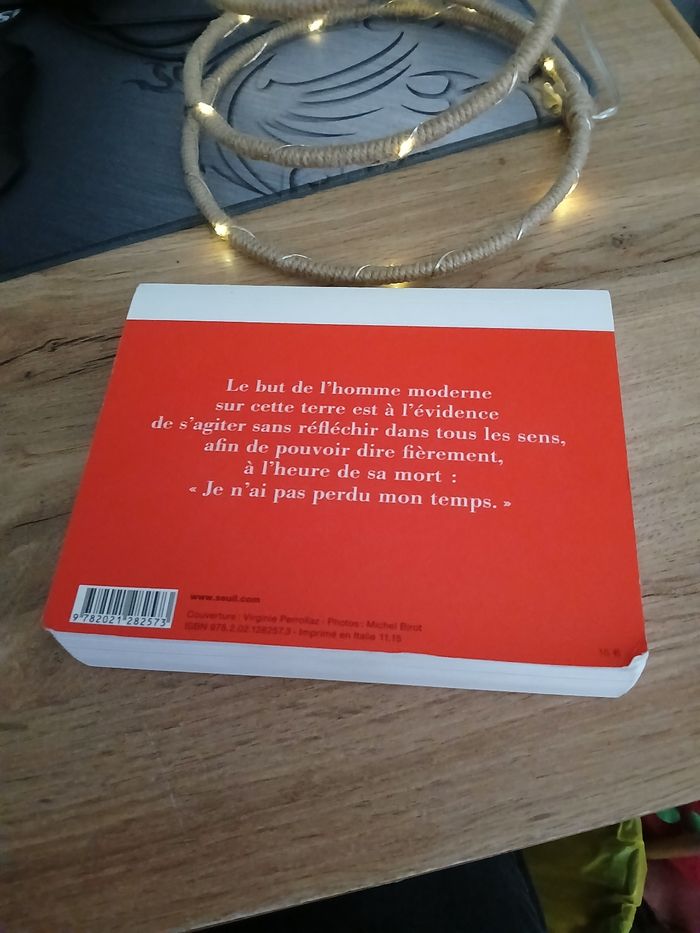 Le but de l'homme moderne
sur cette terre est à l'évidence
de s'agiter sans réfléchir dans tous les sens,
afin de pouvoir dire fièrement,
à l'heure de sa mort :
« Je n'ai pas perdu mon temps. »
www.seuil.com
Couverture : Virginie Perrollaz - Photos : Michel Birot
ISBN 978.2.02.128257.3 - Imprimé en Italie 11.15
9 782021 282573